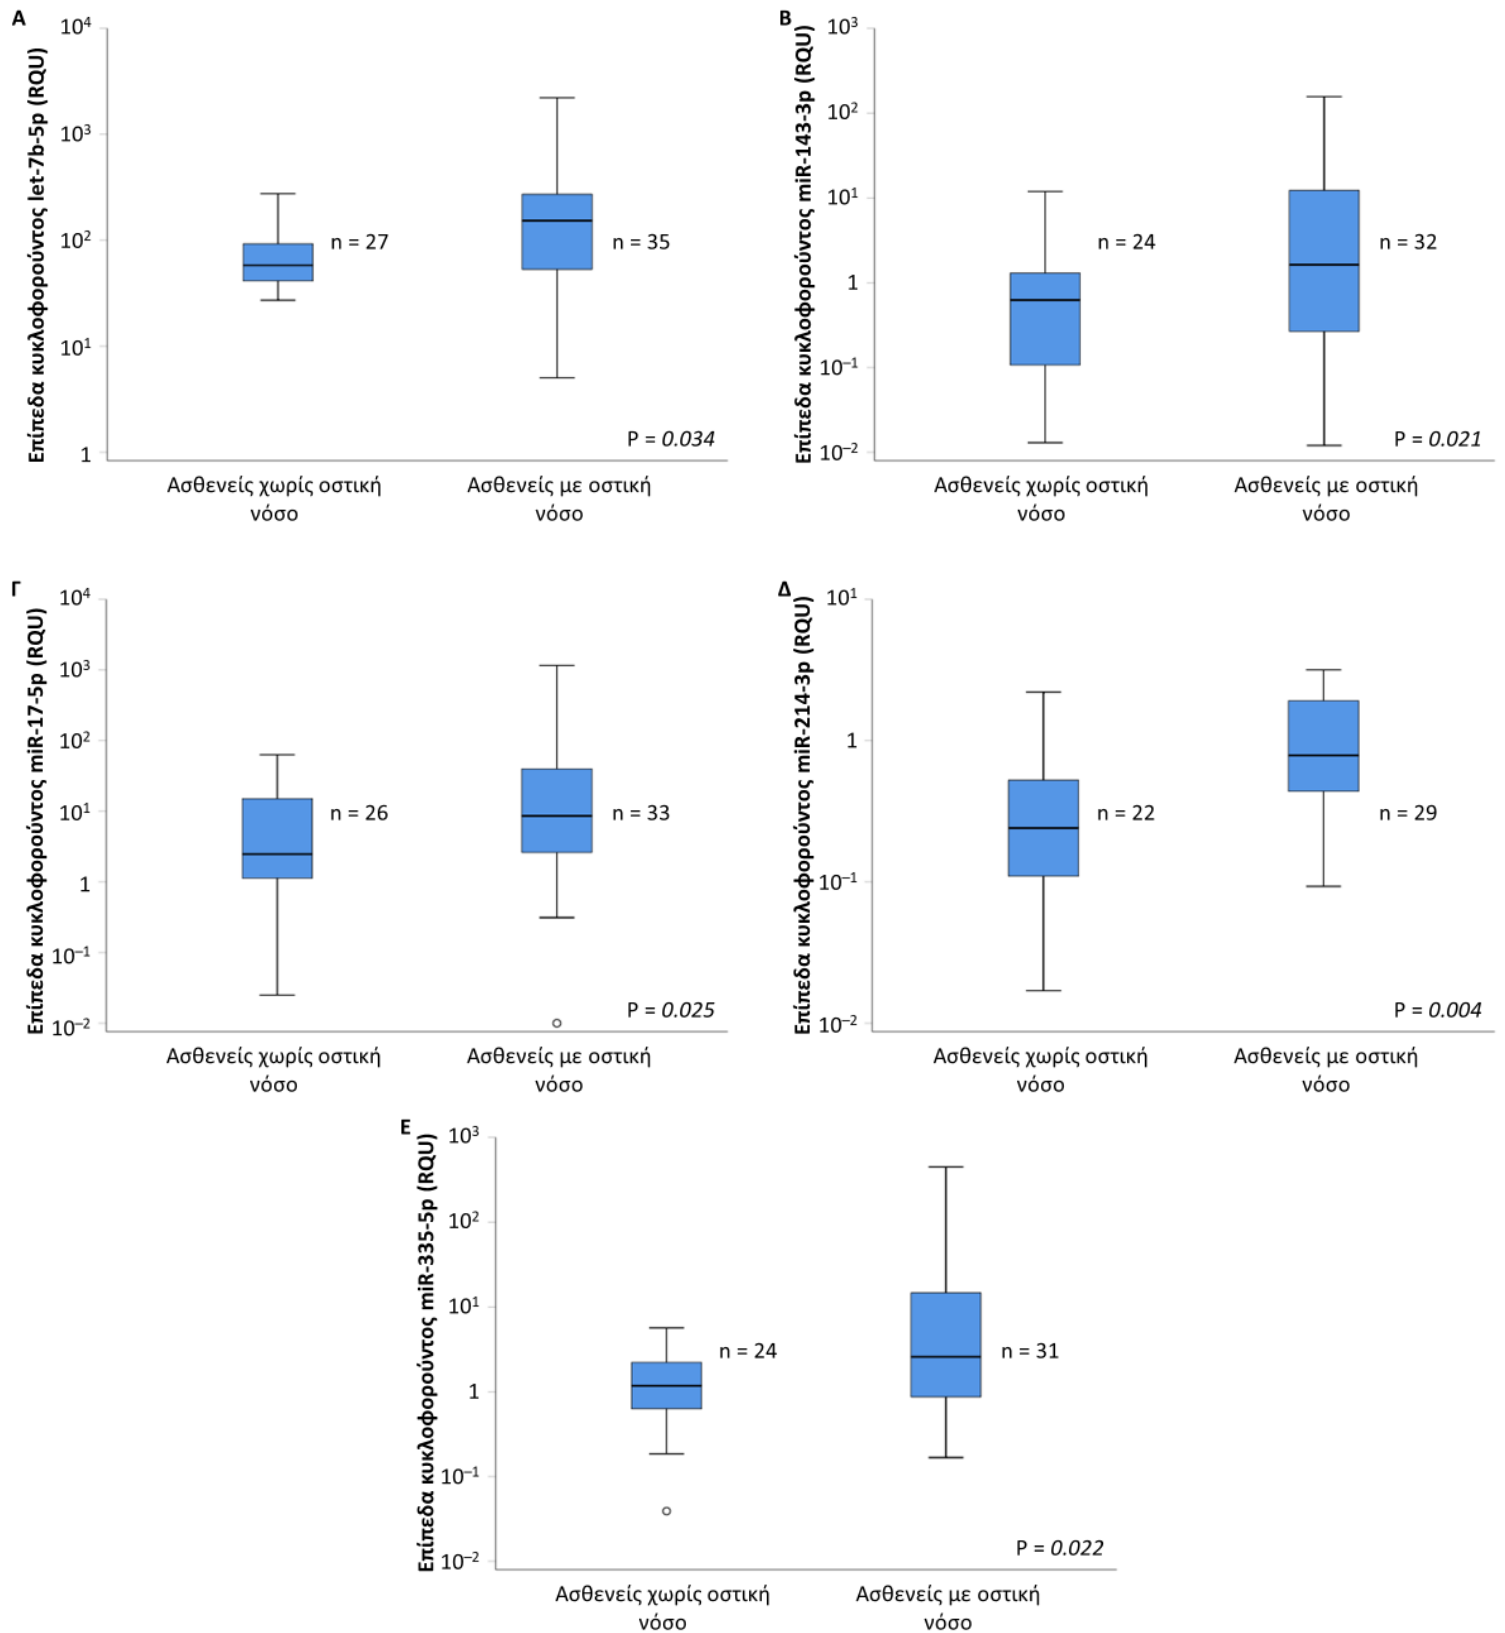 Α
Επίπεδα κυκλοφορούντος let-7b-5p (RQU)
10⁴
10³
10²
10¹
1
n = 27
n = 35
P = 0.034
Ασθενείς χωρίς οστική
νόσο
Ασθενείς με οστική
νόσο
Β
Επίπεδα κυκλοφορούντος miR-143-3p (RQU)
10³
10²
10¹
1
10⁻¹
10⁻²
n = 24
n = 32
P = 0.021
Ασθενείς χωρίς οστική
νόσο
Ασθενείς με οστική
νόσο
Γ
Επίπεδα κυκλοφορούντος miR-17-5p (RQU)
10⁴
10³
10²
10¹
1
10⁻¹
10⁻²
n = 26
n = 33
P = 0.025
Ασθενείς χωρίς οστική
νόσο
Ασθενείς με οστική
νόσο
Δ
Επίπεδα κυκλοφορούντος miR-214-3p (RQU)
10¹
1
10⁻¹
10⁻²
n = 22
n = 29
P = 0.004
Ασθενείς χωρίς οστική
νόσο
Ασθενείς με οστική
νόσο
Ε
Επίπεδα κυκλοφορούντος miR-335-5p (RQU)
10³
10²
10¹
1
10⁻¹
10⁻²
n = 24
n = 31
P = 0.022
Ασθενείς χωρίς οστική
νόσο
Ασθενείς με οστική
νόσο